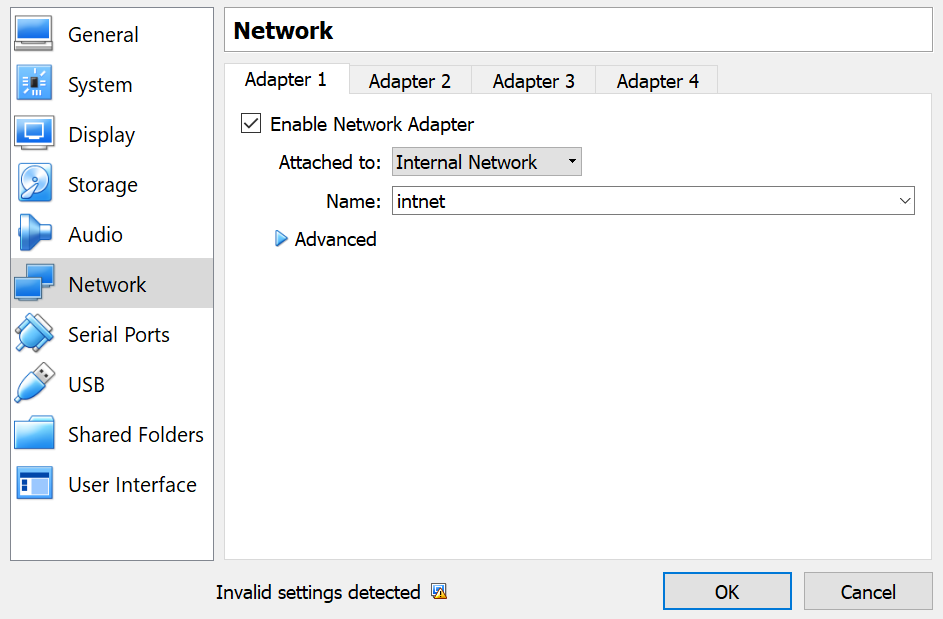 General
System
Display
Storage
Audio
Network
Serial Ports
USB
Shared Folders
User Interface
Network
Adapter 1 Adapter 2 Adapter 3 Adapter 4
Enable Network Adapter
Attached to: Internal Network
Name: intnet
Advanced
Invalid settings detected OK Cancel